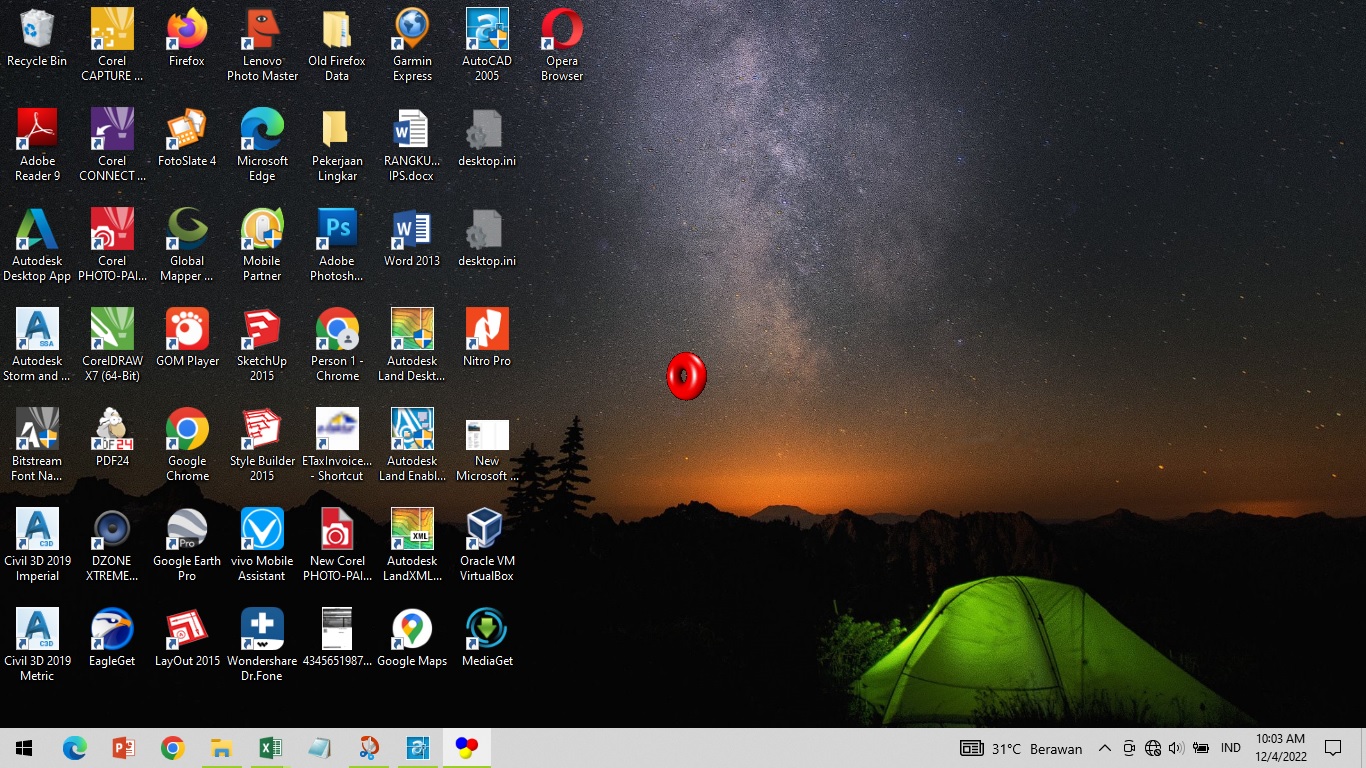 Recycle Bin
Corel
CAPTURE ...
Firefox
Lenovo
Photo Master
Old Firefox
Data
Garmin
Express
AutoCAD
2005
Opera
Browser
Adobe
Reader 9
Corel
CONNECT ...
FotoSlate 4
Microsoft
Edge
Pekerjaan
Lingkar
RANGKU...
IPS.docx
desktop.ini
Autodesk
Desktop App
Corel
PHOTO-PAI...
Global
Mapper ...
Mobile
Partner
Ps
Adobe
Photosh...
Word 2013
desktop.ini
SSA
Autodesk
Storm and ...
CorelDRAW
X7 (64-Bit)
GOM Player
SketchUp
2015
Person 1 -
Chrome
Autodesk
Land Deskt...
Nitro Pro
Bitstream
Font Na...
PDF24
Google
Chrome
Style Builder
2015
ETaxInvoice...
- Shortcut
Autodesk
Land Enabl...
New
Microsoft ...
C3D
Civil 3D 2019
Imperial
DZONE
XTREME...
Pro
Google Earth
Pro
vivo Mobile
Assistant
New Corel
PHOTO-PAI...
XML
Autodesk
LandXML...
Oracle VM
VirtualBox
C3D
Civil 3D 2019
Metric
EagleGet
LayOut 2015
Wondershare
Dr.Fone
4345651987...
Google Maps
MediaGet
31°C Berawan
IND
10:03 AM
12/4/2022